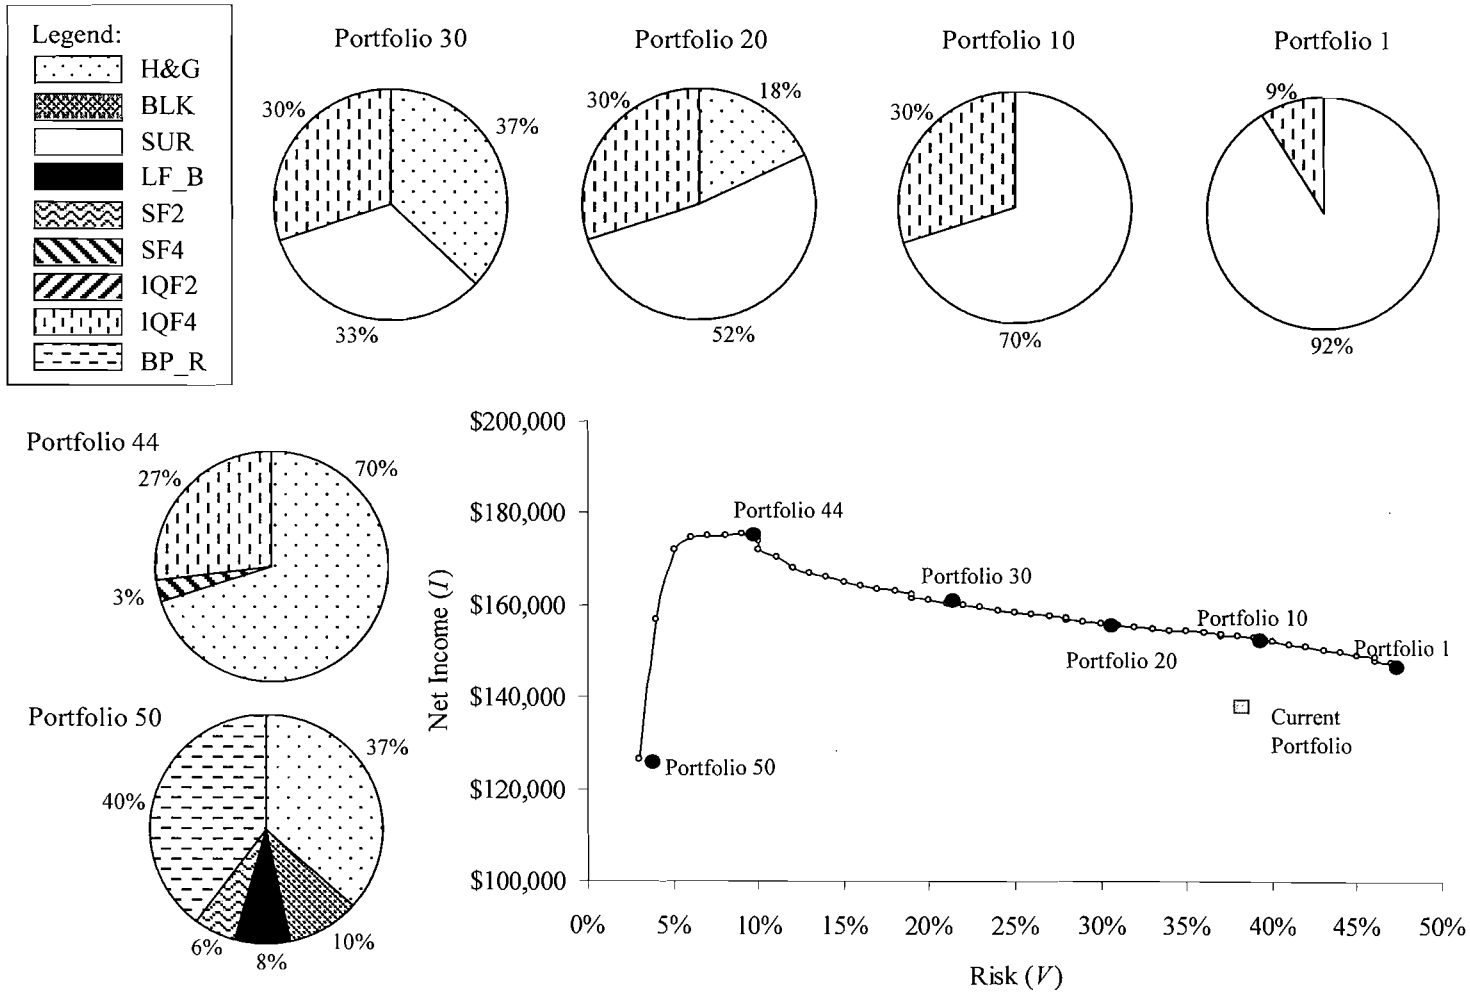 Legend:
H&G
BLK
SUR
LF_B
SF2
SF4
lQF2
lQF4
BP_R
Portfolio 30
30%
37%
33%
Portfolio 20
30%
18%
52%
Portfolio 10
30%
70%
Portfolio 1
9%
92%
Portfolio 44
27%
70%
3%
Portfolio 50
37%
40%
6%
8%
10%
Net Income (I)
$200,000
$180,000
$160,000
$140,000
$120,000
$100,000
Portfolio 44
Portfolio 30
Portfolio 20
Portfolio 10
Portfolio 1
Current
Portfolio
Portfolio 50
0%
5%
10%
15%
20%
25%
30%
35%
40%
45%
50%
Risk (V)